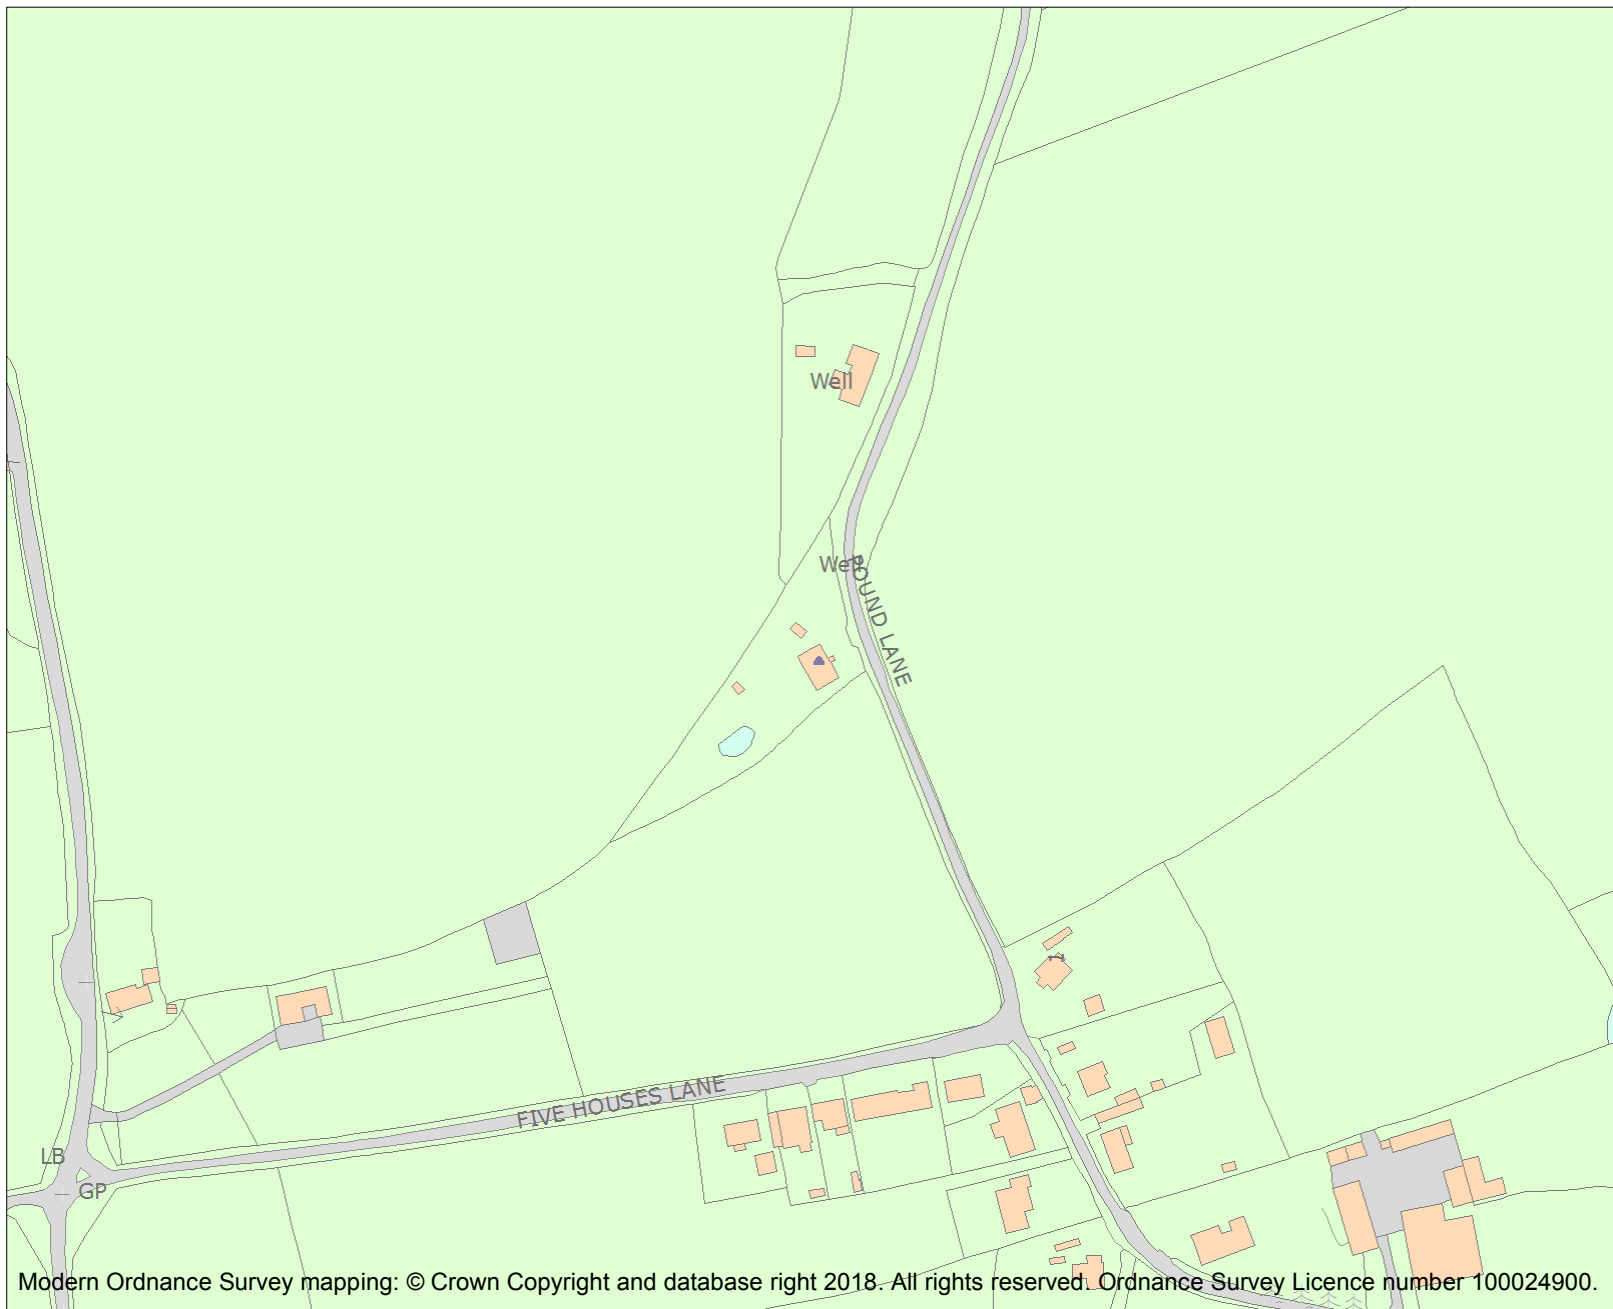 Well
Well
POUND LANE
FIVE HOUSES LANE
LB
GP
Modern Ordnance Survey mapping: © Crown Copyright and database right 2018. All rights reserved. Ordnance Survey Licence number 100024900.